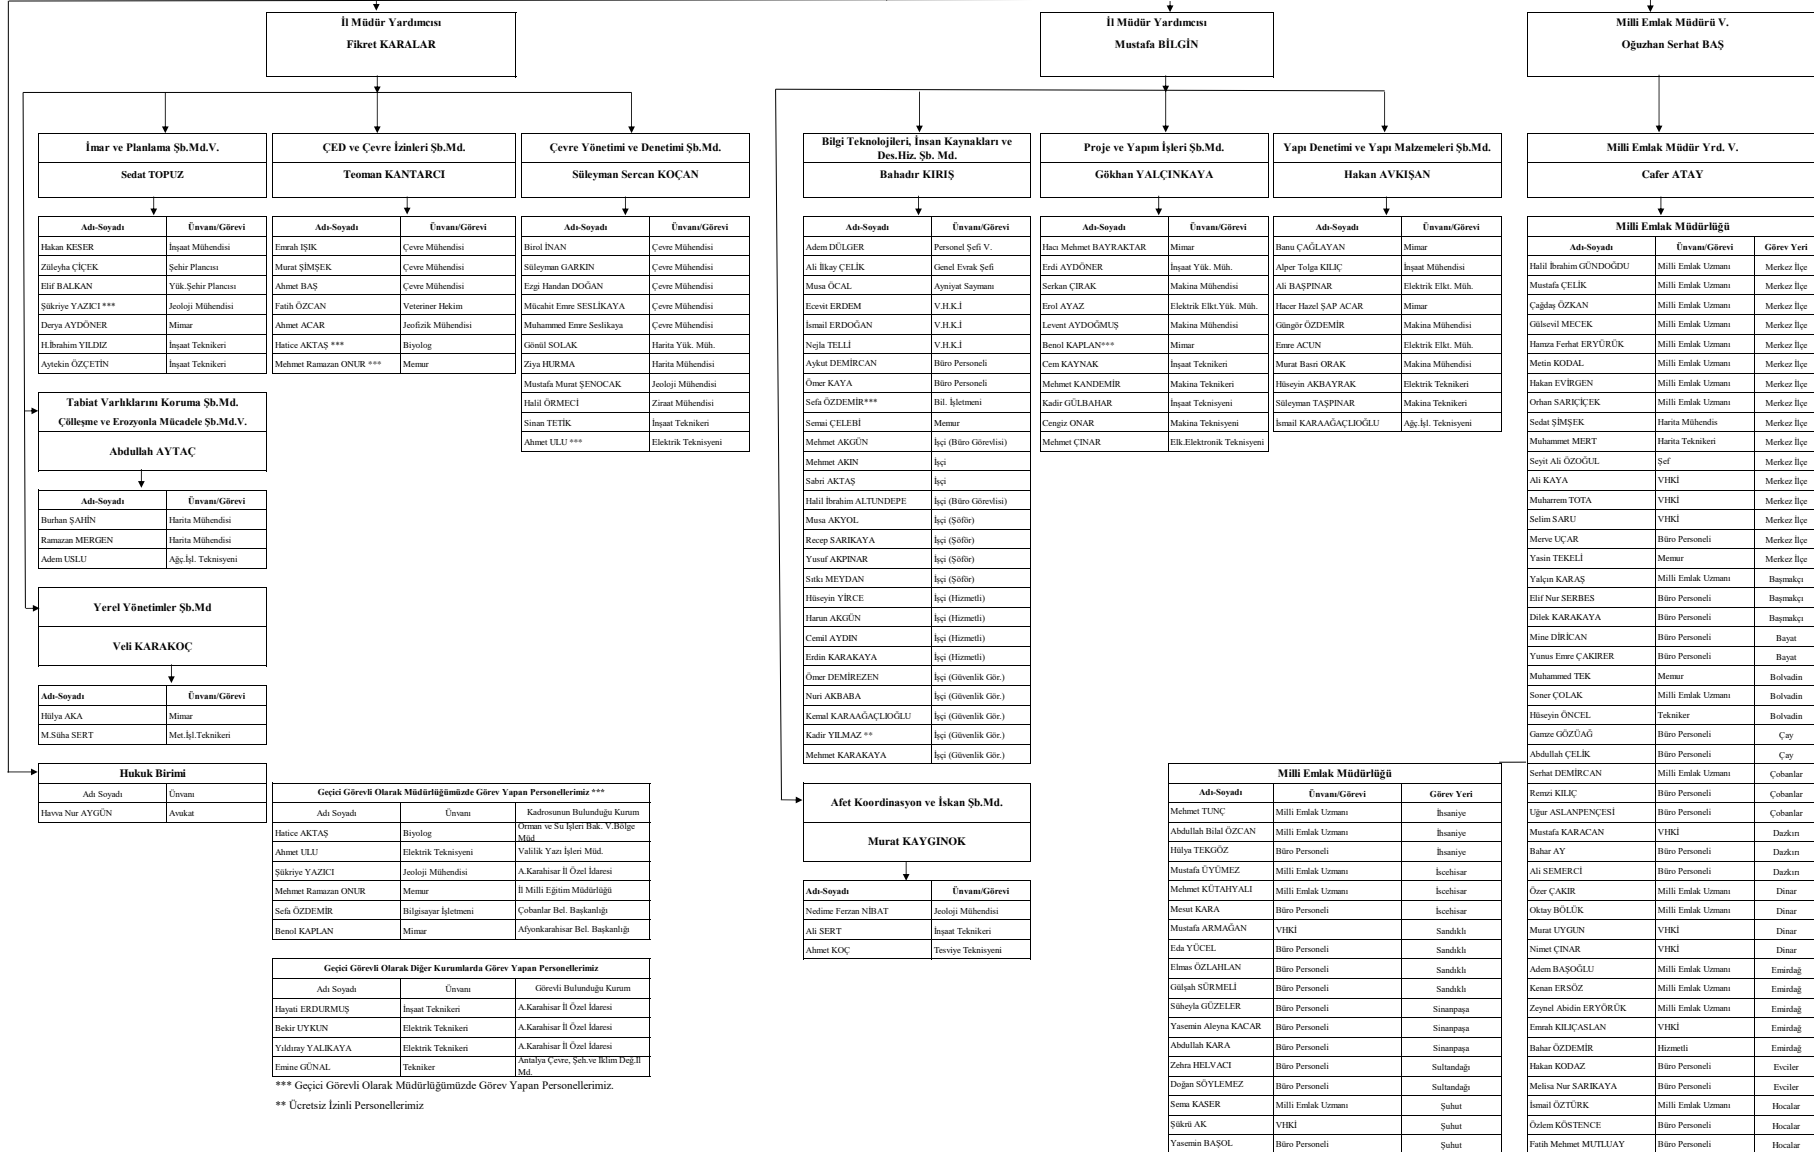 İl Müdür Yardımcısı
Fikret KARALAR
İl Müdür Yardımcısı
Mustafa BİLGİN
Milli Emlak Müdürü V.
Oğuzhan Serhat BAŞ
İmar ve Planlama Şb.Md.V.
Sedat TOPUZ
Adı-Soyadı Ünvanı/Görevi
Hakan KESER İnşaat Mühendisi
Züleyha ÇİÇEK Şehir Plancısı
Elif BALKAN Yük.Şehir Plancısı
Şükriye YAZICI *** Jeoloji Mühendisi
Derya AYDÖNER Mimar
H.İbrahim YILDIZ İnşaat Teknikeri
Aytekin ÖZÇETİN İnşaat Teknikeri
Tabiat Varlıklarını Koruma Şb.Md.
Çölleşme ve Erozyonla Mücadele Şb.Md.V.
Abdullah AYTAÇ
Adı-Soyadı Ünvanı/Görevi
Burhan ŞAHİN Harita Mühendisi
Ramazan MERGEN Harita Mühendisi
Adem USLU Ağç.İşl. Teknisyeni
Yerel Yönetimler Şb.Md
Veli KARAKOÇ
Adı-Soyadı Ünvanı/Görevi
Hülya AKA Mimar
M.Süha SERT Met.İşl.Teknikeri
Hukuk Birimi
Adı Soyadı Ünvanı
Havva Nur AYGÜN Avukat
ÇED ve Çevre İzinleri Şb.Md.
Teoman KANTARCI
Adı-Soyadı Ünvanı/Görevi
Emrah IŞIK Çevre Mühendisi
Murat ŞİMŞEK Çevre Mühendisi
Ahmet BAŞ Çevre Mühendisi
Fatih ÖZCAN Veteriner Hekim
Ahmet ACAR Jeofizik Mühendisi
Hatice AKTAŞ *** Biyolog
Mehmet Ramazan ONUR *** Memur
Çevre Yönetimi ve Denetimi Şb.Md.
Süleyman Sercan KOÇAN
Adı-Soyadı Ünvanı/Görevi
Birol İNAN Çevre Mühendisi
Süleyman GARKIN Çevre Mühendisi
Ezgi Handan DOĞAN Çevre Mühendisi
Mücahit Emre SESLİKAYA Çevre Mühendisi
Muhammed Emre Seslikaya Çevre Mühendisi
Gönül SOLAK Harita Yük. Müh.
Ziya HURMA Harita Mühendisi
Mustafa Murat ŞENOCAK Jeoloji Mühendisi
Halil ÖRMECİ Ziraat Mühendisi
Sinan TETİK İnşaat Teknikeri
Ahmet ULU *** Elektrik Teknisyeni
Geçici Görevli Olarak Müdürlüğümüzde Görev Yapan Personellerimiz ***
Adı Soyadı Ünvanı Kadrosunun Bulunduğu Kurum
Hatice AKTAŞ Biyolog Orman ve Su İşleri Bak. V.Bölge Müd
Ahmet ULU Elektrik Teknisyeni Valilik Yazı İşleri Müd.
Şükriye YAZICI Jeoloji Mühendisi A.Karahisar İl Özel İdaresi
Mehmet Ramazan ONUR Memur İl Milli Eğitim Müdürlüğü
Sefa ÖZDEMİR Bilgisayar İşletmeni Çobanlar Bel. Başkanlığı
Benol KAPLAN Mimar Afyonkarahisar Bel. Başkanlığı
Geçici Görevli Olarak Diğer Kurumlarda Görev Yapan Personellerimiz
Adı Soyadı Ünvanı Görevli Bulunduğu Kurum
Hayati ERDURMUŞ İnşaat Teknikeri A.Karahisar İl Özel İdaresi
Bekir UYKUN Elektrik Teknikeri A.Karahisar İl Özel İdaresi
Yıldıray YALIKAYA Elektrik Teknikeri A.Karahisar İl Özel İdaresi
Emine GÜNAL Tekniker Antalya Çevre, Şeh.ve İklim Değ.İl Md.
*** Geçici Görevli Olarak Müdürlüğümüzde Görev Yapan Personellerimiz.
** Ücretsiz İzinli Personellerimiz
Bilgi Teknolojileri, İnsan Kaynakları ve
Des.Hiz. Şb. Md.
Bahadır KIRIŞ
Adı-Soyadı Ünvanı/Görevi
Adem DÜLGER Personel Şefi V.
Ali İlkay ÇELİK Genel Evrak Şefi
Musa ÖCAL Ayniyat Saymanı
Ecevit ERDEM V.H.K.İ
İsmail ERDOĞAN V.H.K.İ
Nejla TELLİ V.H.K.İ
Aykut DEMİRCAN Büro Personeli
Ömer KAYA Büro Personeli
Sefa ÖZDEMİR*** Bil. İşletmeni
Semai ÇELEBİ Memur
Mehmet AKGÜN İşçi (Büro Görevlisi)
Mehmet AKIN İşçi
Sabri AKTAŞ İşçi
Halil İbrahim ALTUNDEPE İşçi (Büro Görevlisi)
Musa AKYOL İşçi (Şöför)
Recep SARIKAYA İşçi (Şöför)
Yusuf AKPINAR İşçi (Şöför)
Sıtkı MEYDAN İşçi (Şöför)
Hüseyin YİRCE İşçi (Hizmetli)
Harun AKGÜN İşçi (Hizmetli)
Cemil AYDIN İşçi (Hizmetli)
Erdin KARAKAYA İşçi (Hizmetli)
Ömer DEMİREZEN İşçi (Güvenlik Gör.)
Nuri AKBABA İşçi (Güvenlik Gör.)
Kemal KARAAĞAÇLIOĞLU İşçi (Güvenlik Gör.)
Kadir YILMAZ ** İşçi (Güvenlik Gör.)
Mehmet KARAKAYA İşçi (Güvenlik Gör.)
Afet Koordinasyon ve İskan Şb.Md.
Murat KAYGINOK
Adı-Soyadı Ünvanı/Görevi
Nedime Ferzan NİBAT Jeoloji Mühendisi
Ali SERT İnşaat Teknikeri
Ahmet KOÇ Tesviye Teknisyeni
Proje ve Yapım İşleri Şb.Md.
Gökhan YALÇINKAYA
Adı-Soyadı Ünvanı/Görevi
Hacı Mehmet BAYRAKTAR Mimar
Erdi AYDÖNER İnşaat Yük. Müh.
Serkan ÇIRAK Makina Mühendisi
Erol AYAZ Elektrik Elkt.Yük. Müh.
Levent AYDOĞMUŞ Makina Mühendisi
Benol KAPLAN*** Mimar
Cem KAYNAK İnşaat Teknikeri
Mehmet KANDEMİR Makina Teknikeri
Kadir GÜLBAHAR İnşaat Teknisyeni
Cengiz ONAR Makina Teknisyeni
Mehmet ÇINAR Elk.Elektronik Teknisyeni
Yapı Denetimi ve Yapı Malzemeleri Şb.Md.
Hakan AVKIŞAN
Adı-Soyadı Ünvanı/Görevi
Banu ÇAĞLAYAN Mimar
Alper Tolga KILIÇ İnşaat Mühendisi
Ali BAŞPINAR Elektrik Elkt. Müh.
Hacer Hazel ŞAP ACAR Mimar
Güngör ÖZDEMİR Makina Mühendisi
Emre ACUN Elektrik Elkt. Müh.
Murat Basri ORAK Makina Mühendisi
Hüseyin AKBAYRAK Elektrik Teknikeri
Süleyman TAŞPINAR Makina Teknikeri
İsmail KARAAĞAÇLIOĞLU Ağç.İşl. Teknisyeni
Milli Emlak Müdür Yrd. V.
Cafer ATAY
Milli Emlak Müdürlüğü
Adı-Soyadı Ünvanı/Görevi Görev Yeri
Halil İbrahim GÜNDOĞDU Milli Emlak Uzmanı Merkez İlçe
Mustafa ÇELİK Milli Emlak Uzmanı Merkez İlçe
Çağdaş ÖZKAN Milli Emlak Uzmanı Merkez İlçe
Gülsevil MECEK Milli Emlak Uzmanı Merkez İlçe
Hamza Ferhat ERYÜRÜK Milli Emlak Uzmanı Merkez İlçe
Metin KODAL Milli Emlak Uzmanı Merkez İlçe
Hakan EVİRGEN Milli Emlak Uzmanı Merkez İlçe
Orhan SARIÇİÇEK Milli Emlak Uzmanı Merkez İlçe
Sedat ŞİMŞEK Harita Mühendis Merkez İlçe
Muhammet MERT Harita Teknikeri Merkez İlçe
Seyit Ali ÖZOĞUL Şef Merkez İlçe
Ali KAYA VHKİ Merkez İlçe
Muharrem TOTA VHKİ Merkez İlçe
Selim SARU VHKİ Merkez İlçe
Merve UÇAR Büro Personeli Merkez İlçe
Yasin TEKELİ Memur Merkez İlçe
Yalçın KARAŞ Milli Emlak Uzmanı Başmakçı
Elif Nur SERBES Büro Personeli Başmakçı
Dilek KARAKAYA Büro Personeli Başmakçı
Mine DİRİCAN Büro Personeli Bayat
Yunus Emre ÇAKIRER Büro Personeli Bayat
Muhammed TEK Memur Bolvadin
Soner ÇOLAK Milli Emlak Uzmanı Bolvadin
Hüseyin ÖNCEL Tekniker Bolvadin
Gamze GÖZÜAĞ Büro Personeli Çay
Abdullah ÇELİK Büro Personeli Çay
Serhat DEMİRCAN Milli Emlak Uzmanı Çobanlar
Remzi KILIÇ Büro Personeli Çobanlar
Uğur ASLANPENÇESİ Büro Personeli Çobanlar
Mustafa KARACAN VHKİ Dazkırı
Bahar AY Büro Personeli Dazkırı
Ali SEMERCİ Büro Personeli Dazkırı
Özer ÇAKIR Milli Emlak Uzmanı Dinar
Oktay BÖLÜK Milli Emlak Uzmanı Dinar
Murat UYGUN VHKİ Dinar
Nimet ÇINAR VHKİ Dinar
Adem BAŞOĞLU Milli Emlak Uzmanı Emirdağ
Kenan ERSÖZ Milli Emlak Uzmanı Emirdağ
Zeynel Abidin ERYÖRÜK Milli Emlak Uzmanı Emirdağ
Emrah KILIÇASLAN VHKİ Emirdağ
Bahar ÖZDEMİR Hizmetli Emirdağ
Hakan KODAZ Büro Personeli Evciler
Melisa Nur SARIKAYA Büro Personeli Evciler
İsmail ÖZTÜRK Milli Emlak Uzmanı Hocalar
Özlem KÖSTENCE Büro Personeli Hocalar
Fatih Mehmet MUTLUAY Büro Personeli Hocalar
Milli Emlak Müdürlüğü
Adı-Soyadı Ünvanı/Görevi Görev Yeri
Mehmet TUNÇ Milli Emlak Uzmanı İhsaniye
Abdullah Bilal ÖZCAN Milli Emlak Uzmanı İhsaniye
Hülya TEKGÖZ Büro Personeli İhsaniye
Mustafa ÜYÜMEZ Milli Emlak Uzmanı İscehisar
Mehmet KÜTAHYALI Milli Emlak Uzmanı İscehisar
Mesut KARA Büro Personeli İscehisar
Mustafa ARMAĞAN VHKİ Sandıklı
Eda YÜCEL Büro Personeli Sandıklı
Elmas ÖZLAHLAN Büro Personeli Sandıklı
Gülşah SÜRMELİ Büro Personeli Sandıklı
Süheyla GÜZELER Büro Personeli Sinanpaşa
Yasemin Aleyna KACAR Büro Personeli Sinanpaşa
Abdullah KARA Büro Personeli Sinanpaşa
Zehra HELVACI Büro Personeli Sultandağı
Doğan SÖYLEMEZ Büro Personeli Sultandağı
Sema KASER Milli Emlak Uzmanı Şuhut
Şükrü AK VHKİ Şuhut
Yasemin BAŞOL Büro Personeli Şuhut